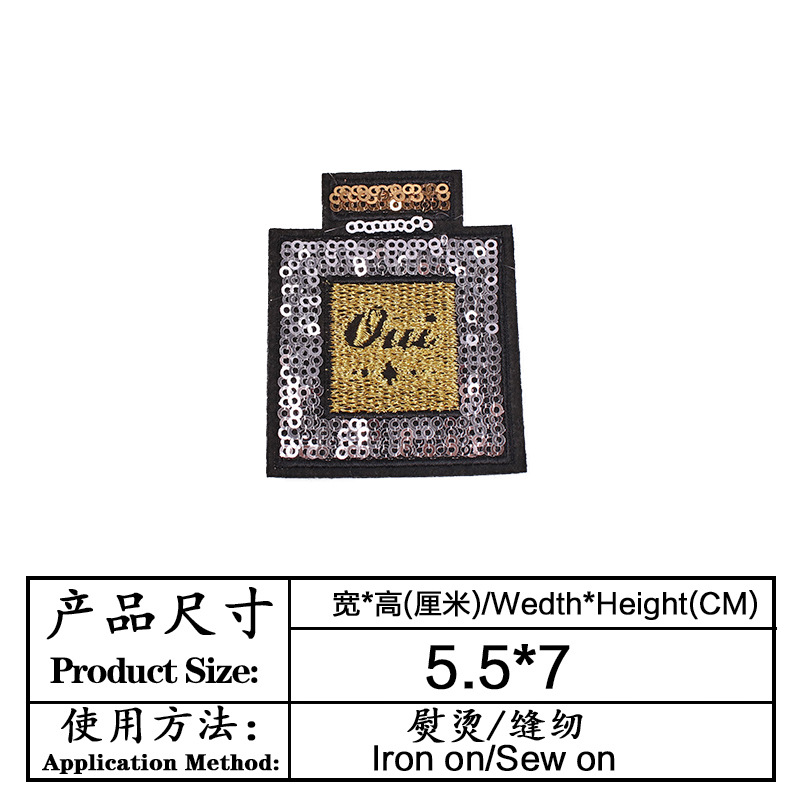 Oui
产品尺寸
Product Size:
宽*高(厘米)/Wedth*Height(CM)
5.5*7
使用方法:
Application Method:
熨烫/缝纫
Iron on/Sew on